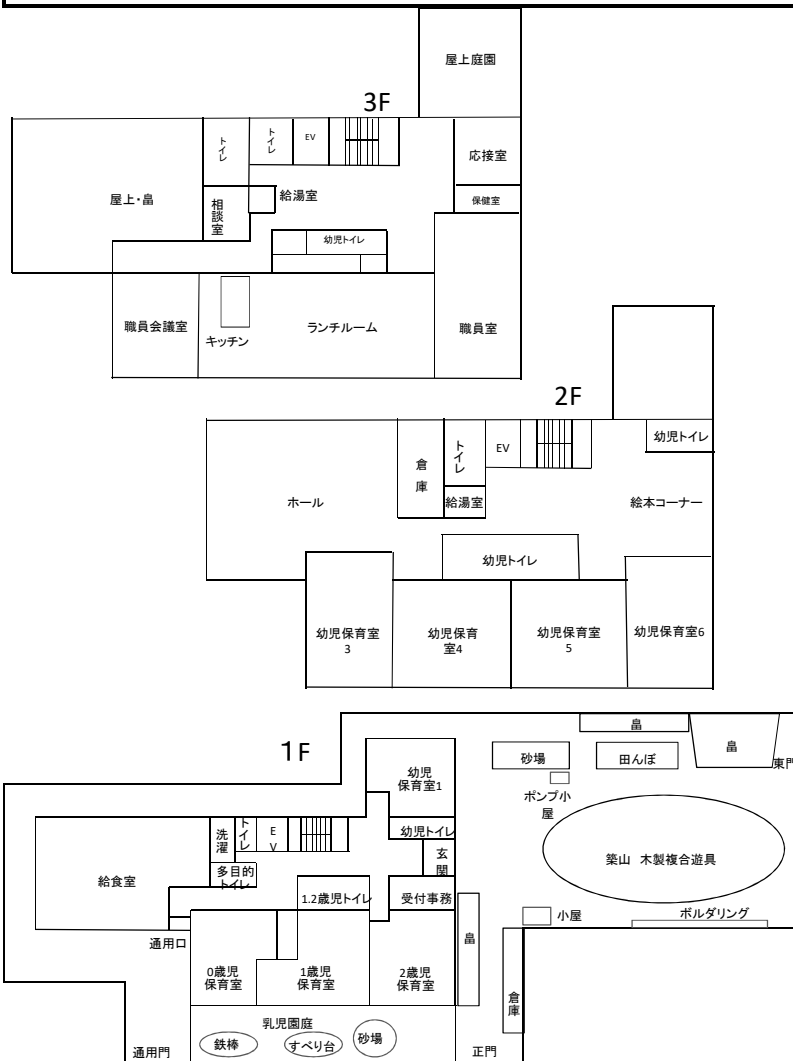 屋上庭園
3F
トイレ
トイレ
EV
応接室
屋上・畠
相談室
給湯室
保健室
幼児トイレ
職員会議室
キッチン
ランチルーム
職員室
2F
幼児トイレ
倉庫
トイレ
EV
ホール
給湯室
絵本コーナー
幼児トイレ
幼児保育室
3
幼児保育
室4
幼児保育室
5
幼児保育室6
1F
畠
砂場
田んぼ
畠
東門
幼児
保育室1
ポンプ小
屋
洗濯
トイレ
EV
幼児トイレ
玄関
築山 木製複合遊具
給食室
多目的
トイレ
1.2歳児トイレ
受付事務
小屋
ボルダリング
畠
通用口
0歳児
保育室
1歳児
保育室
2歳児
保育室
倉庫
乳児園庭
通用門
鉄棒
すべり台
砂場
正門